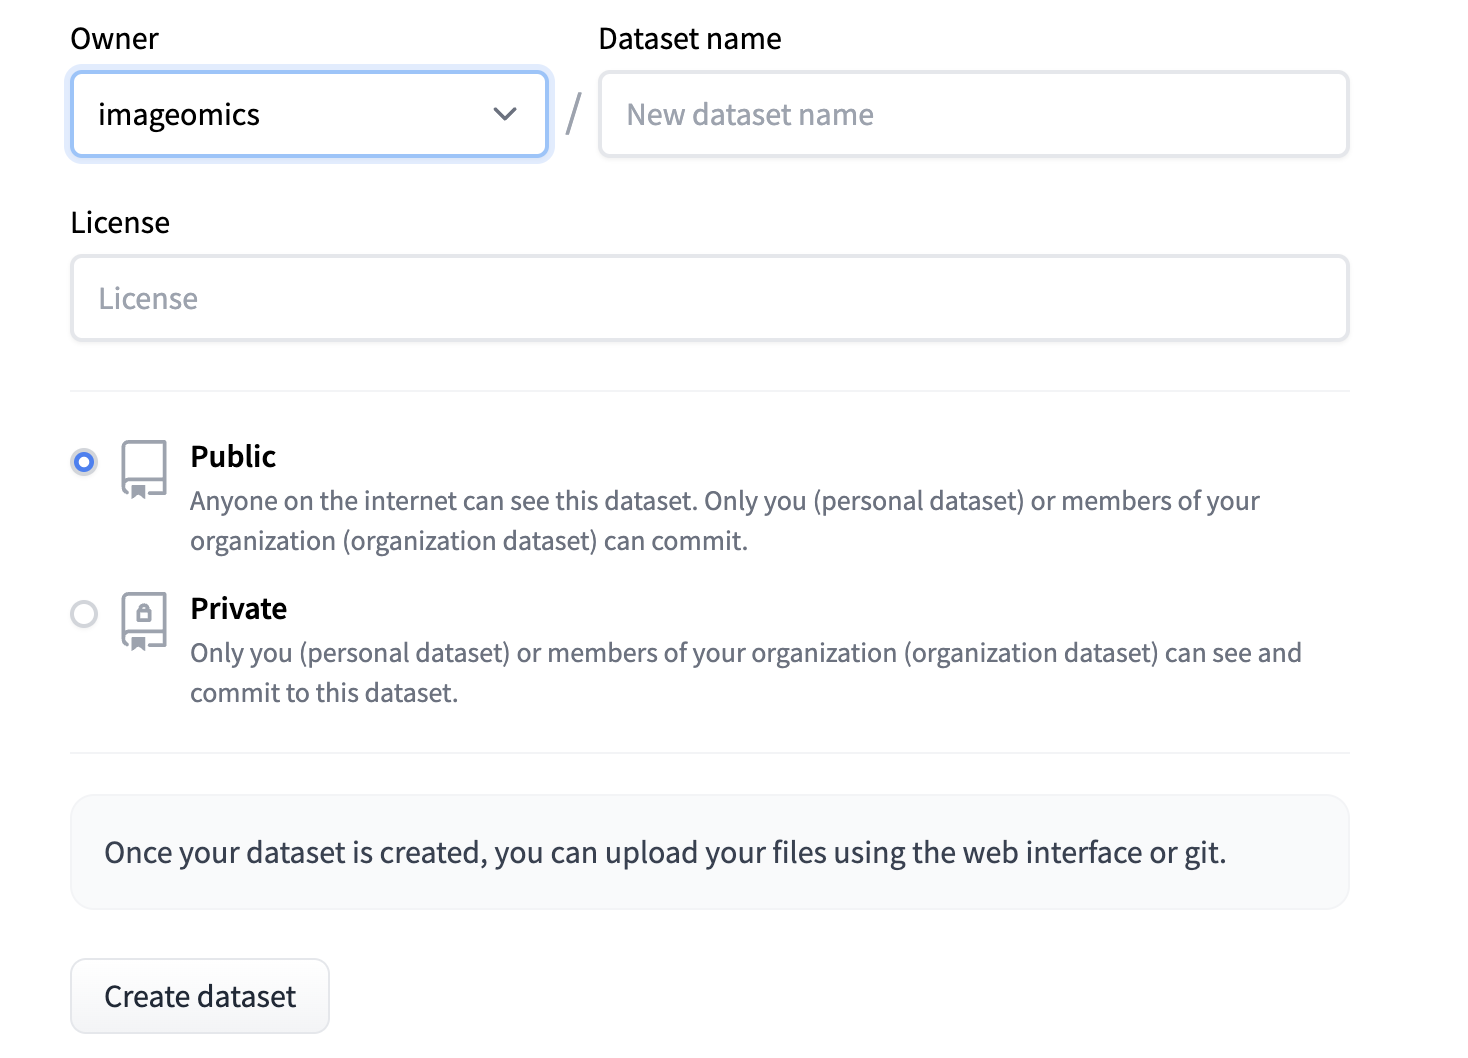 Owner
Dataset name
imageomics
/
New dataset name
License
License
Public
Anyone on the internet can see this dataset. Only you (personal dataset) or members of your
organization (organization dataset) can commit.
Private
Only you (personal dataset) or members of your organization (organization dataset) can see and
commit to this dataset.
Once your dataset is created, you can upload your files using the web interface or git.
Create dataset